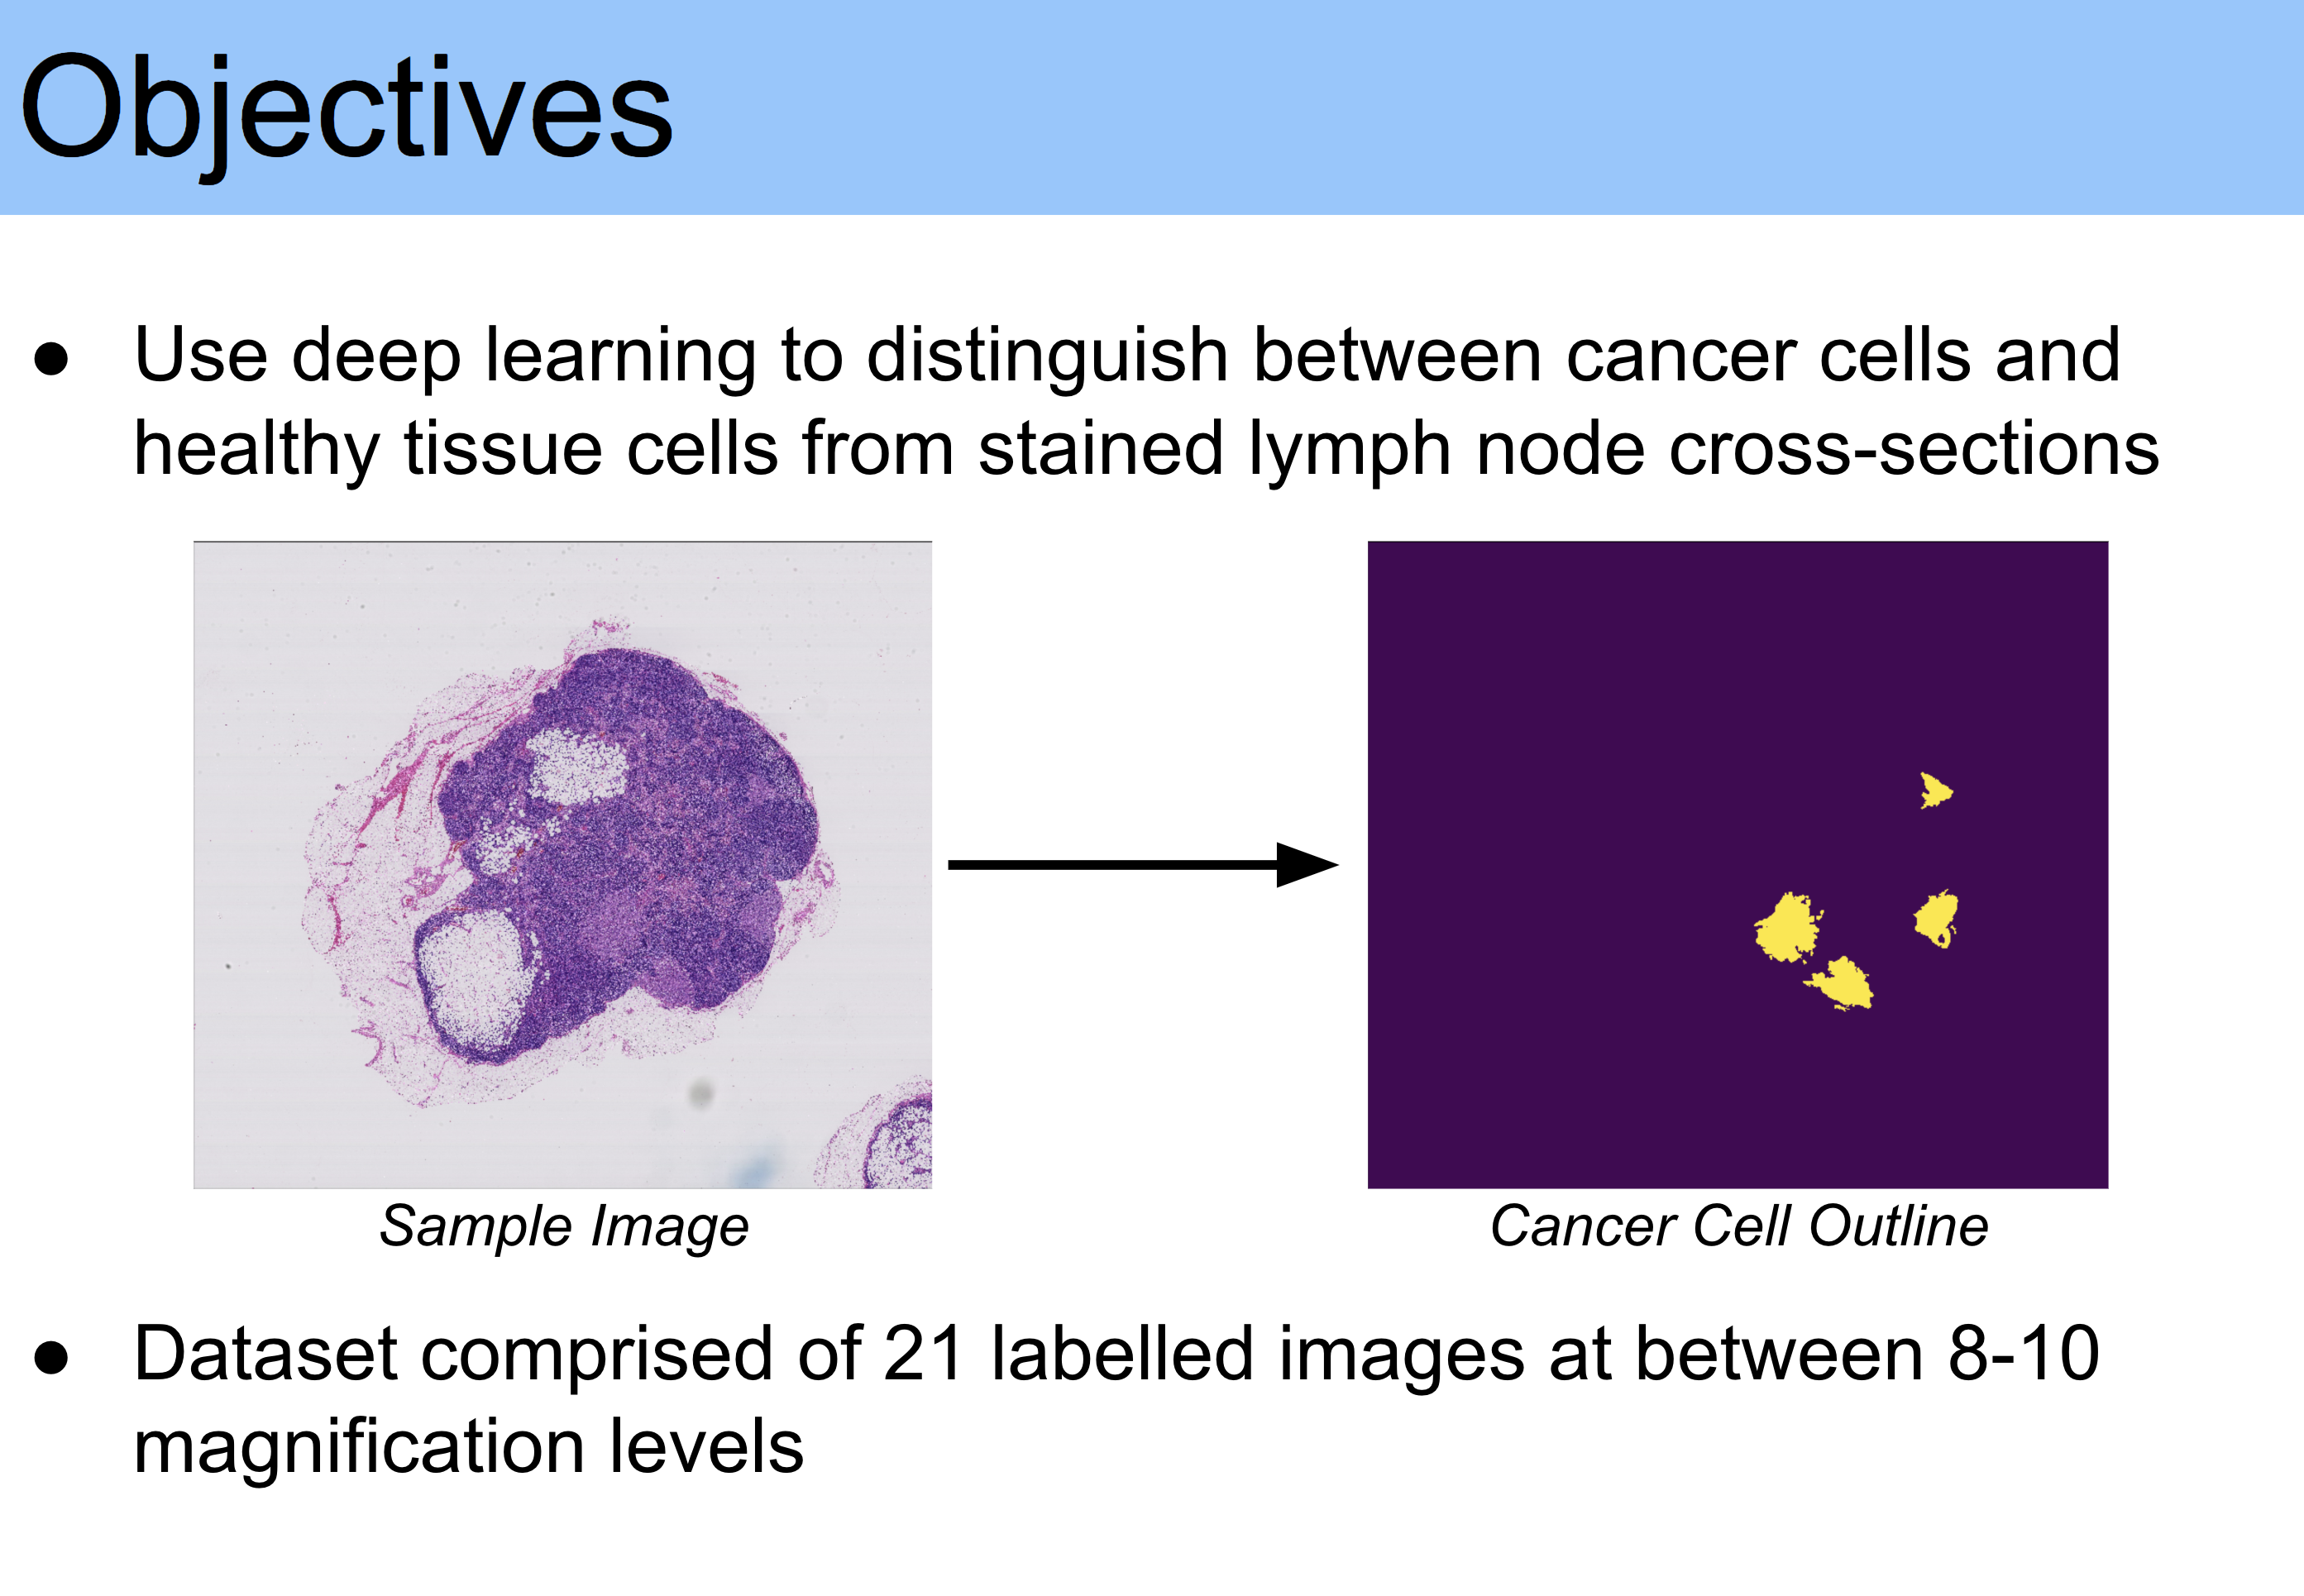 Objectives
● Use deep learning to distinguish between cancer cells and
healthy tissue cells from stained lymph node cross-sections
Sample Image
Cancer Cell Outline
● Dataset comprised of 21 labelled images at between 8-10
magnification levels